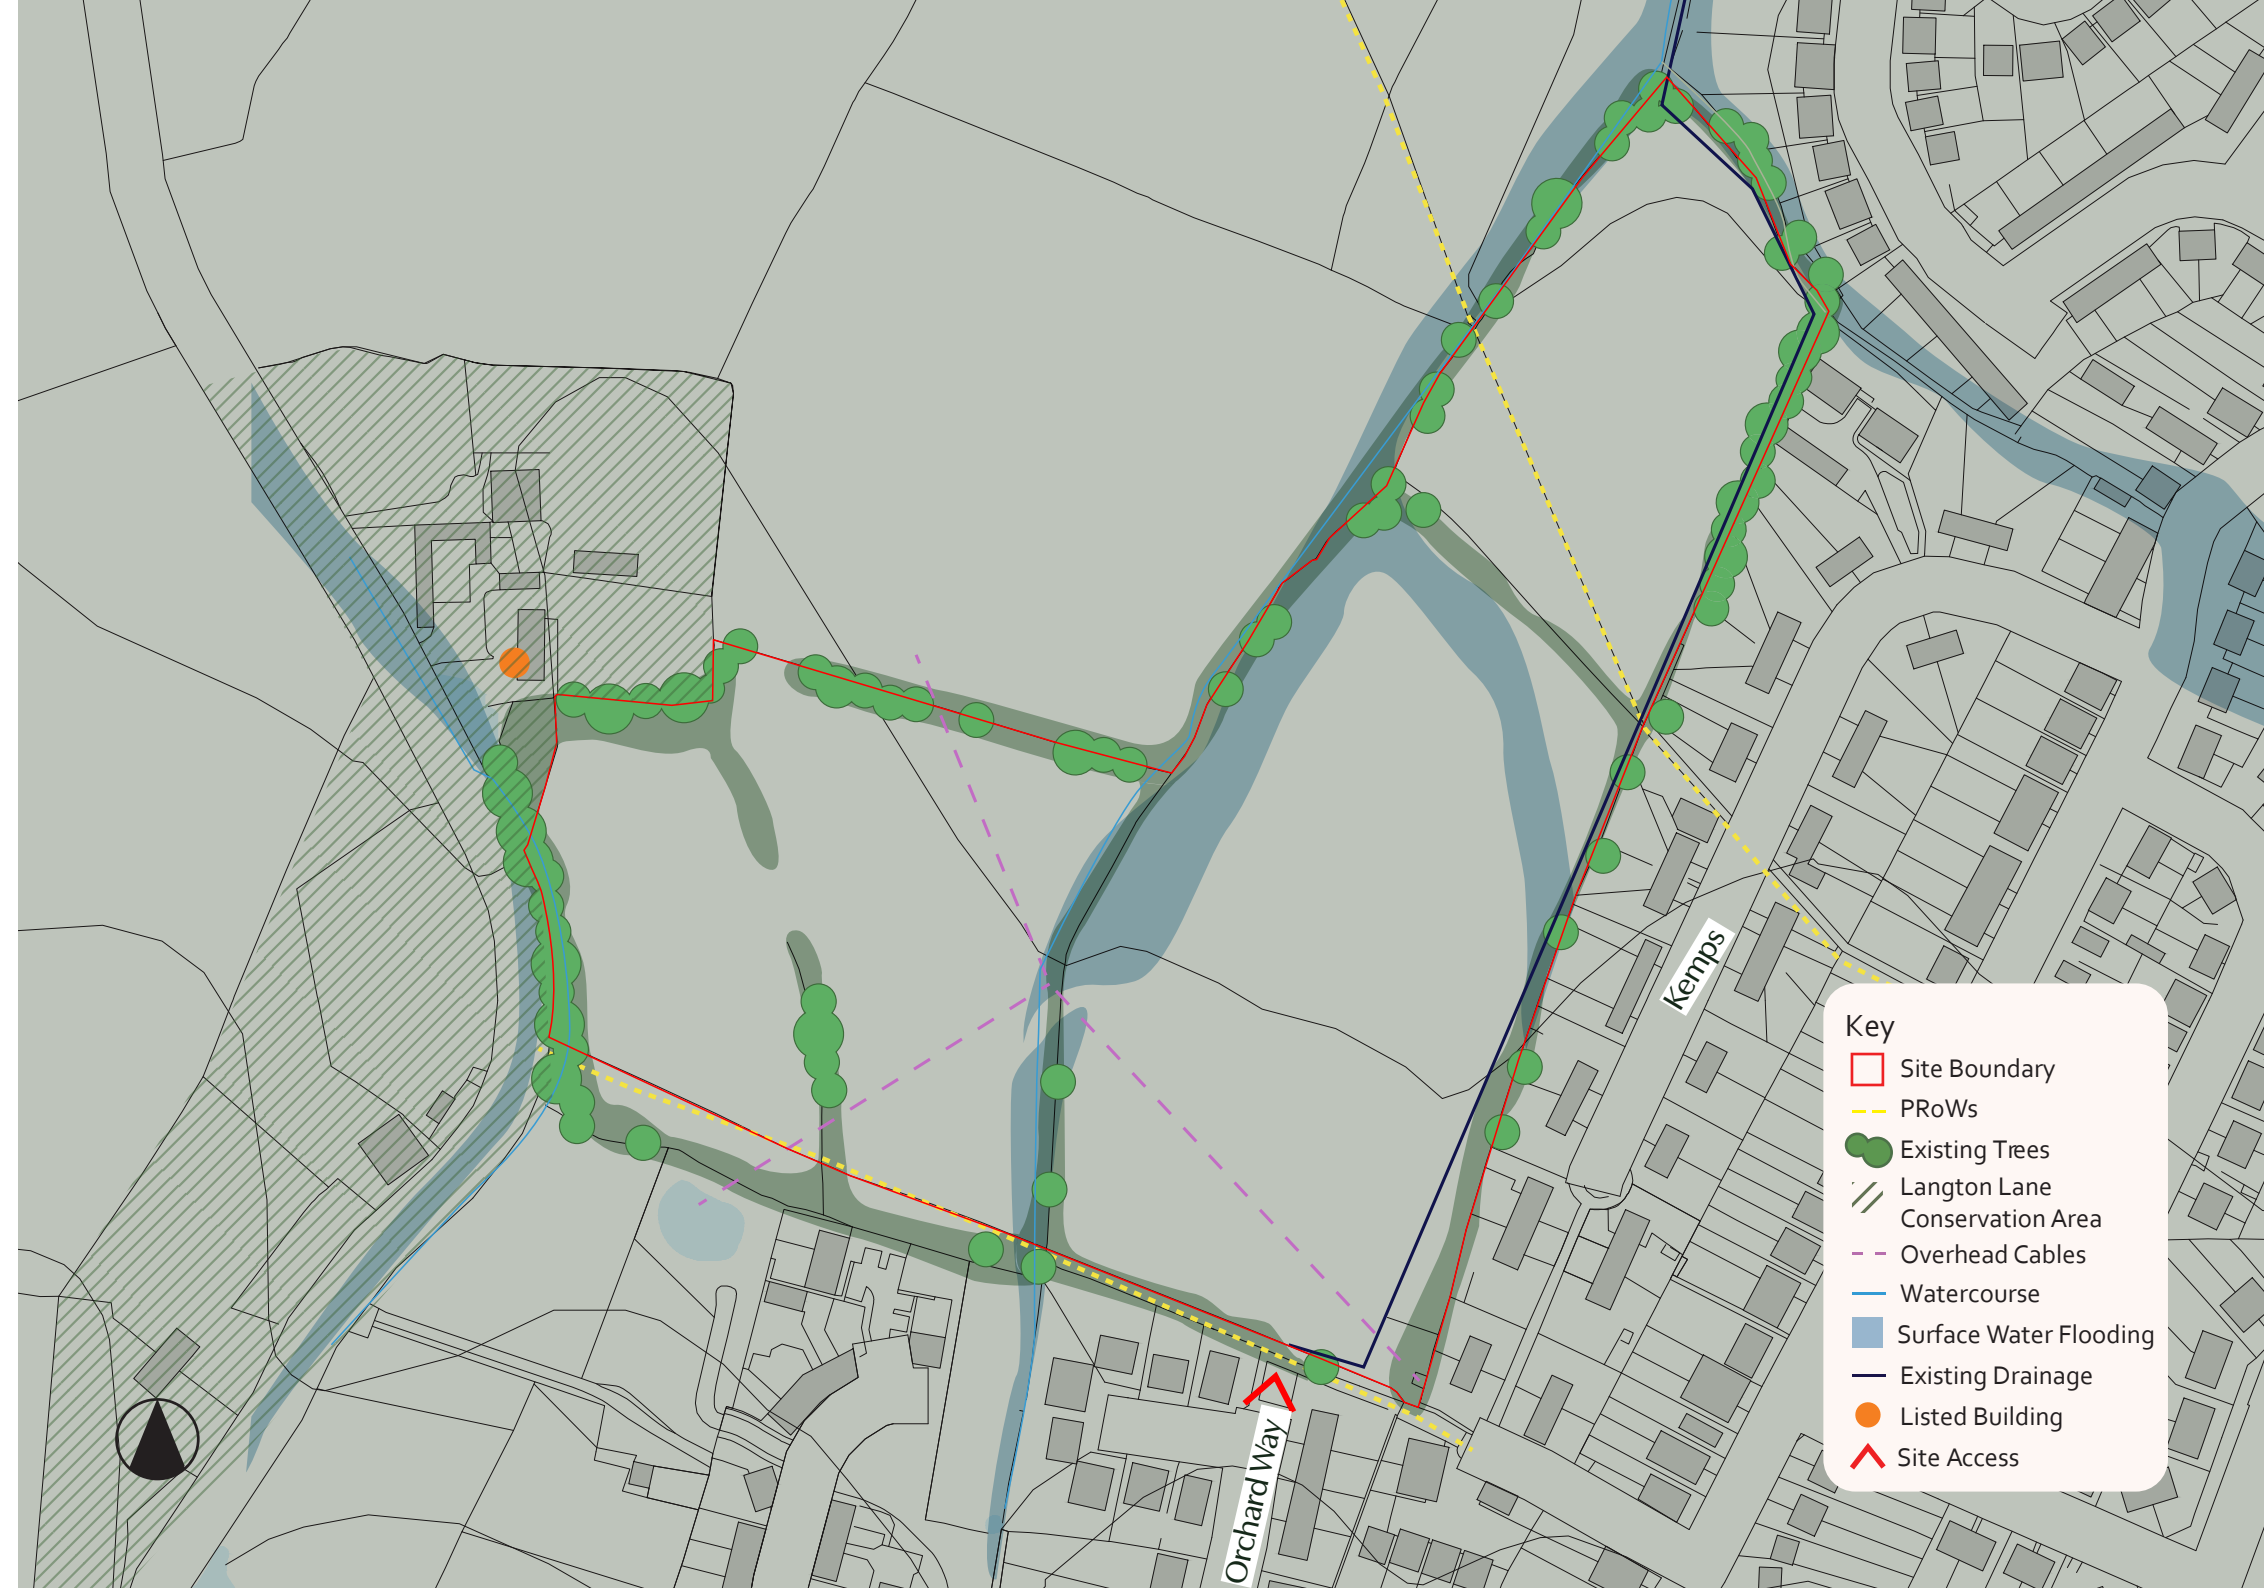 Kemps
Orchard Way
Key
Site Boundary
PRoWs
Existing Trees
Langton Lane
Conservation Area
Overhead Cables
Watercourse
Surface Water Flooding
Existing Drainage
Listed Building
Site Access